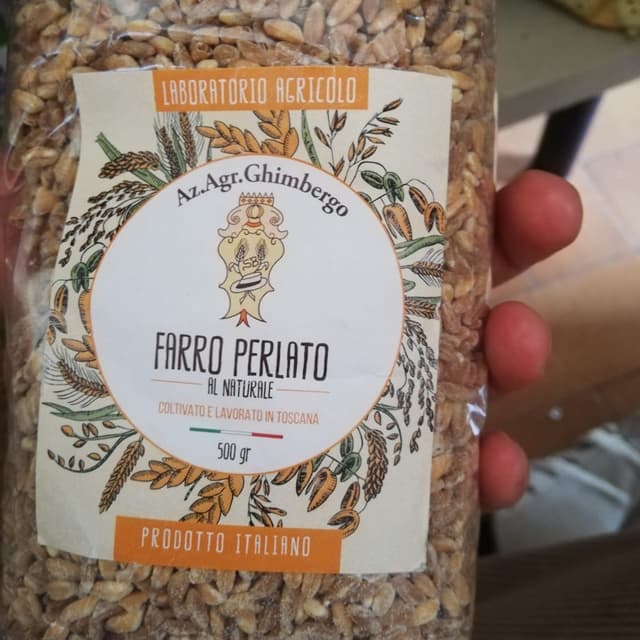 LABORATORIO AGRICOLO
Az.Agr.Ghimbergo
FARRO PERLATO
AL NATURALE
COLTIVATO E LAVORATO IN TOSCANA
500 gr
PRODOTTO ITALIANO